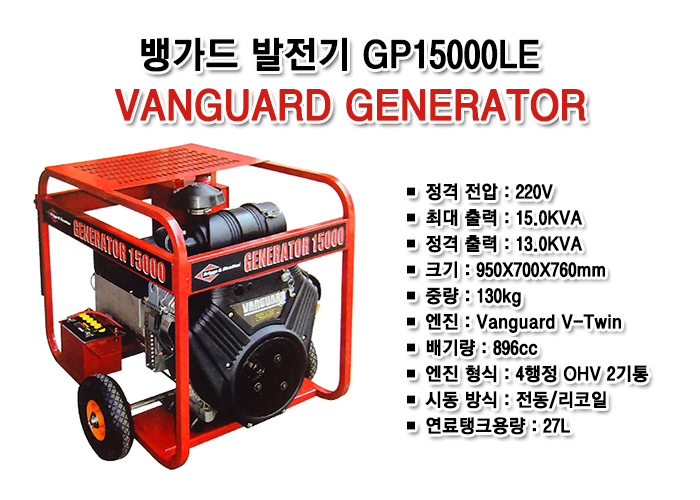 뱅가드 발전기 GP15000LE
VANGUARD GENERATOR
GENERATOR 15000
GENERATOR 15000
Briggs & Stratton
VANGUARD
■ 정격 전압 : 220V
■ 최대 출력 : 15.0KVA
■ 정격 출력 : 13.0KVA
■ 크기 : 950X700X760mm
■ 중량 : 130kg
■ 엔진 : Vanguard V-Twin
■ 배기량 : 896cc
■ 엔진 형식 : 4행정 OHV 2기통
■ 시동 방식 : 전동/리코일
■ 연료탱크용량 : 27L